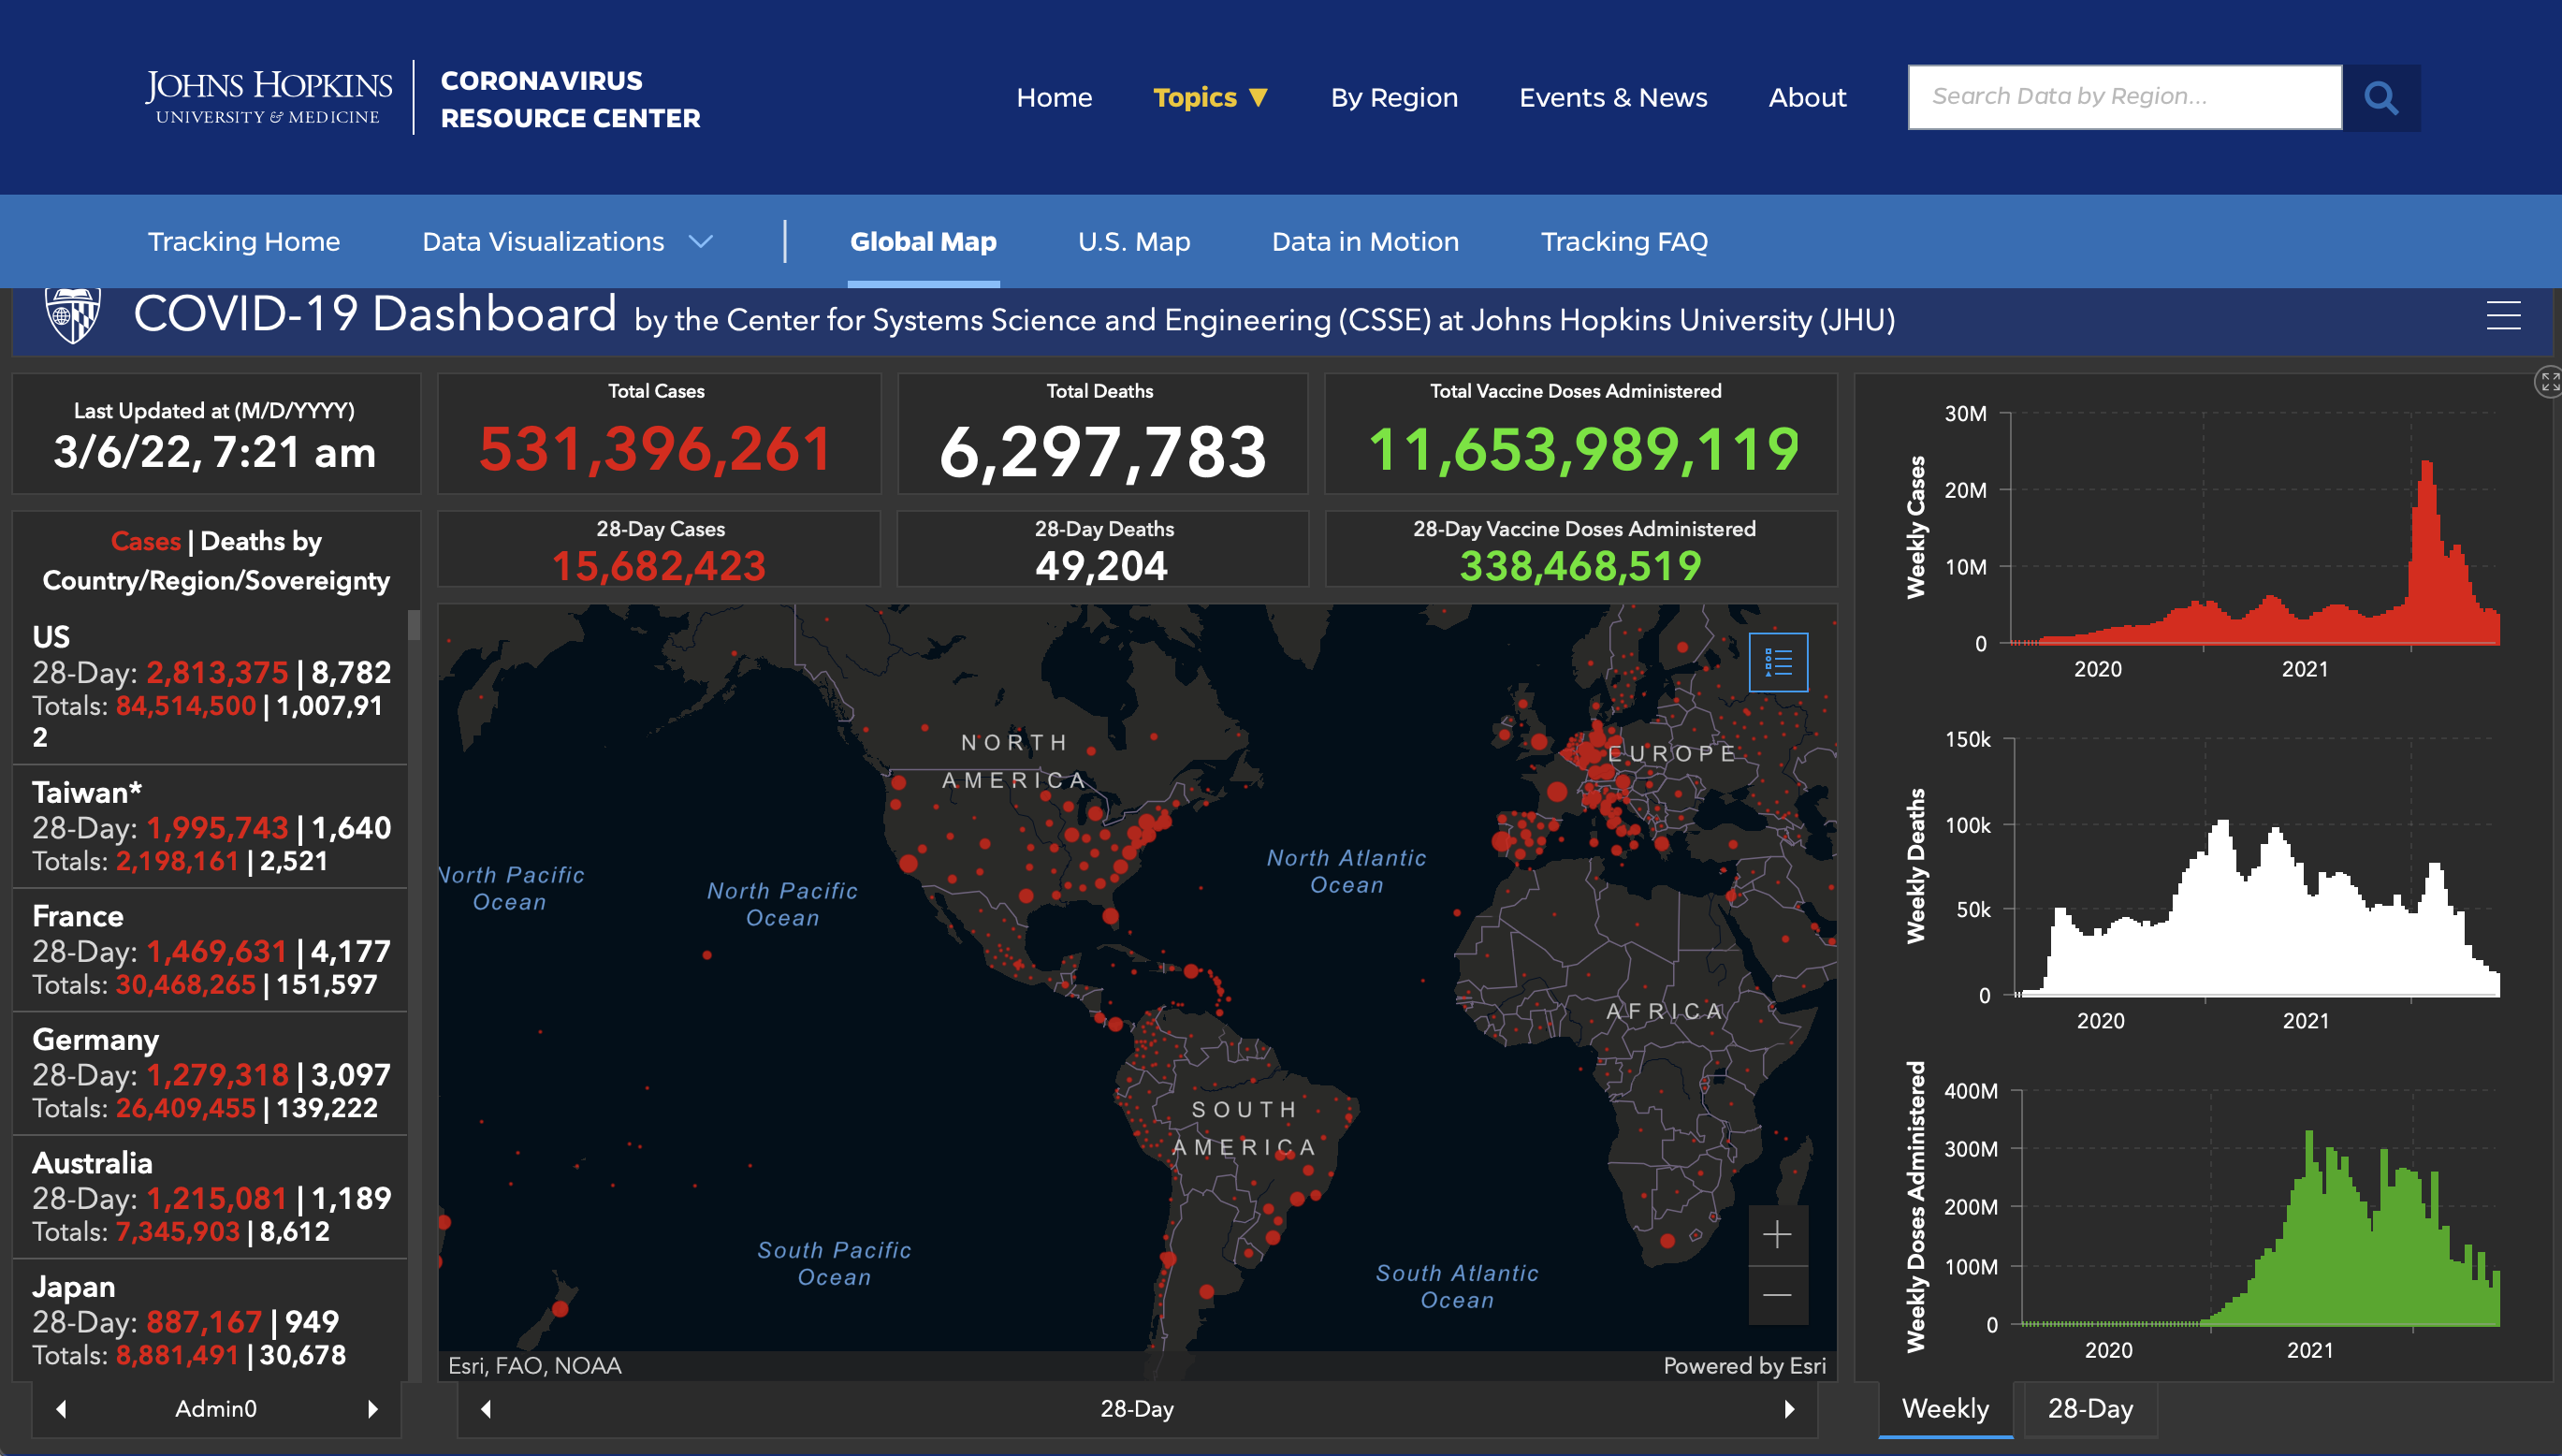 JOHNS HOPKINS
UNIVERSITY & MEDICINE
CORONAVIRUS
RESOURCE CENTER
Home
Topics ▼
By Region
Events & News
About
Search Data by Region...
Tracking Home
Data Visualizations
Global Map
U.S. Map
Data in Motion
Tracking FAQ
COVID-19 Dashboard by the Center for Systems Science and Engineering (CSSE) at Johns Hopkins University (JHU)
Last Updated at (M/D/YYYY)
3/6/22, 7:21 am
Total Cases
531,396,261
Total Deaths
6,297,783
Total Vaccine Doses Administered
11,653,989,119
28-Day Cases
15,682,423
28-Day Deaths
49,204
28-Day Vaccine Doses Administered
338,468,519
Cases | Deaths by
Country/Region/Sovereignty
US
28-Day: 2,813,375 | 8,782
Totals: 84,514,500 | 1,007,91
2
Taiwan*
28-Day: 1,995,743 | 1,640
Totals: 2,198,161 | 2,521
France
28-Day: 1,469,631 | 4,177
Totals: 30,468,265 | 151,597
Germany
28-Day: 1,279,318 | 3,097
Totals: 26,409,455 | 139,222
Australia
28-Day: 1,215,081 | 1,189
Totals: 7,345,903 | 8,612
Japan
28-Day: 887,167 | 949
Totals: 8,881,491 | 30,678
Admin0
NORTH
AMERICA
EUROPE
North Pacific
Ocean
North Pacific
Ocean
North Atlantic
Ocean
AFRICA
SOUTH
AMERICA
South Pacific
Ocean
South Atlantic
Ocean
Esri, FAO, NOAA
Powered by Esri
28-Day
Weekly Cases
30M
20M
10M
0
2020
2021
Weekly Deaths
150k
100k
50k
0
2020
2021
Weekly Doses Administered
400M
300M
200M
100M
0
2020
2021
Weekly
28-Day